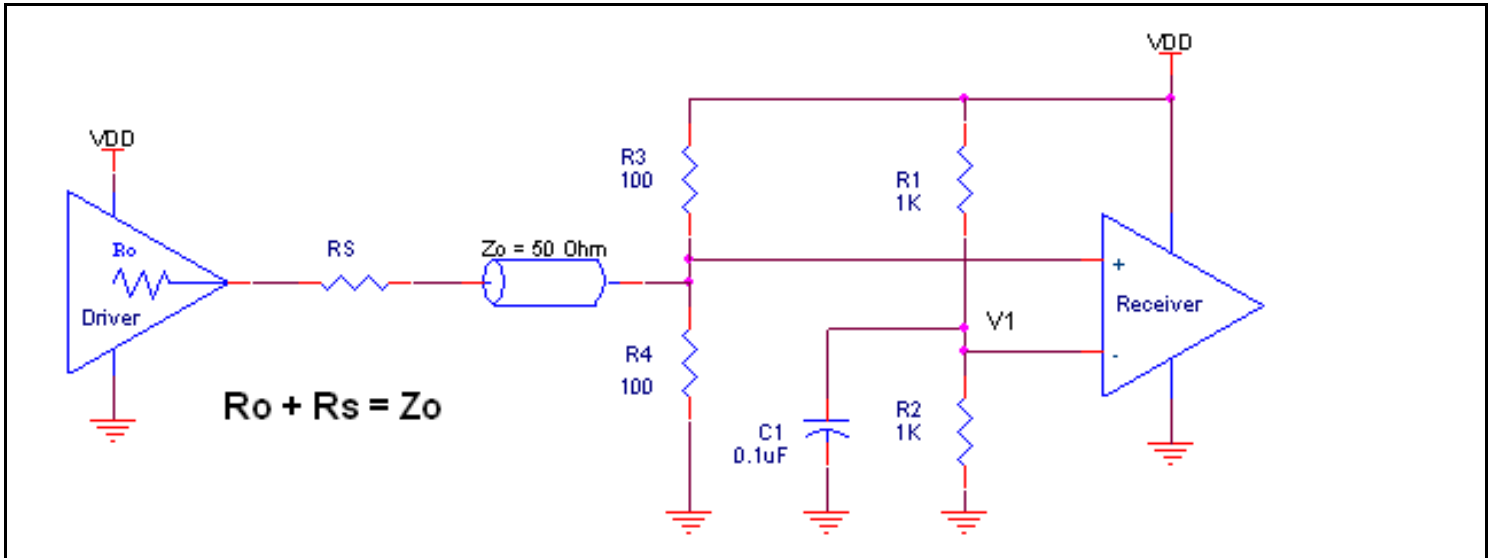 VDD
VDD
R3
100
R1
1K
Ro
RS
Zo = 50 Ohm
+
Driver
Receiver
V1
-
R4
100
Ro + Rs = Zo
C1
0.1uF
R2
1K